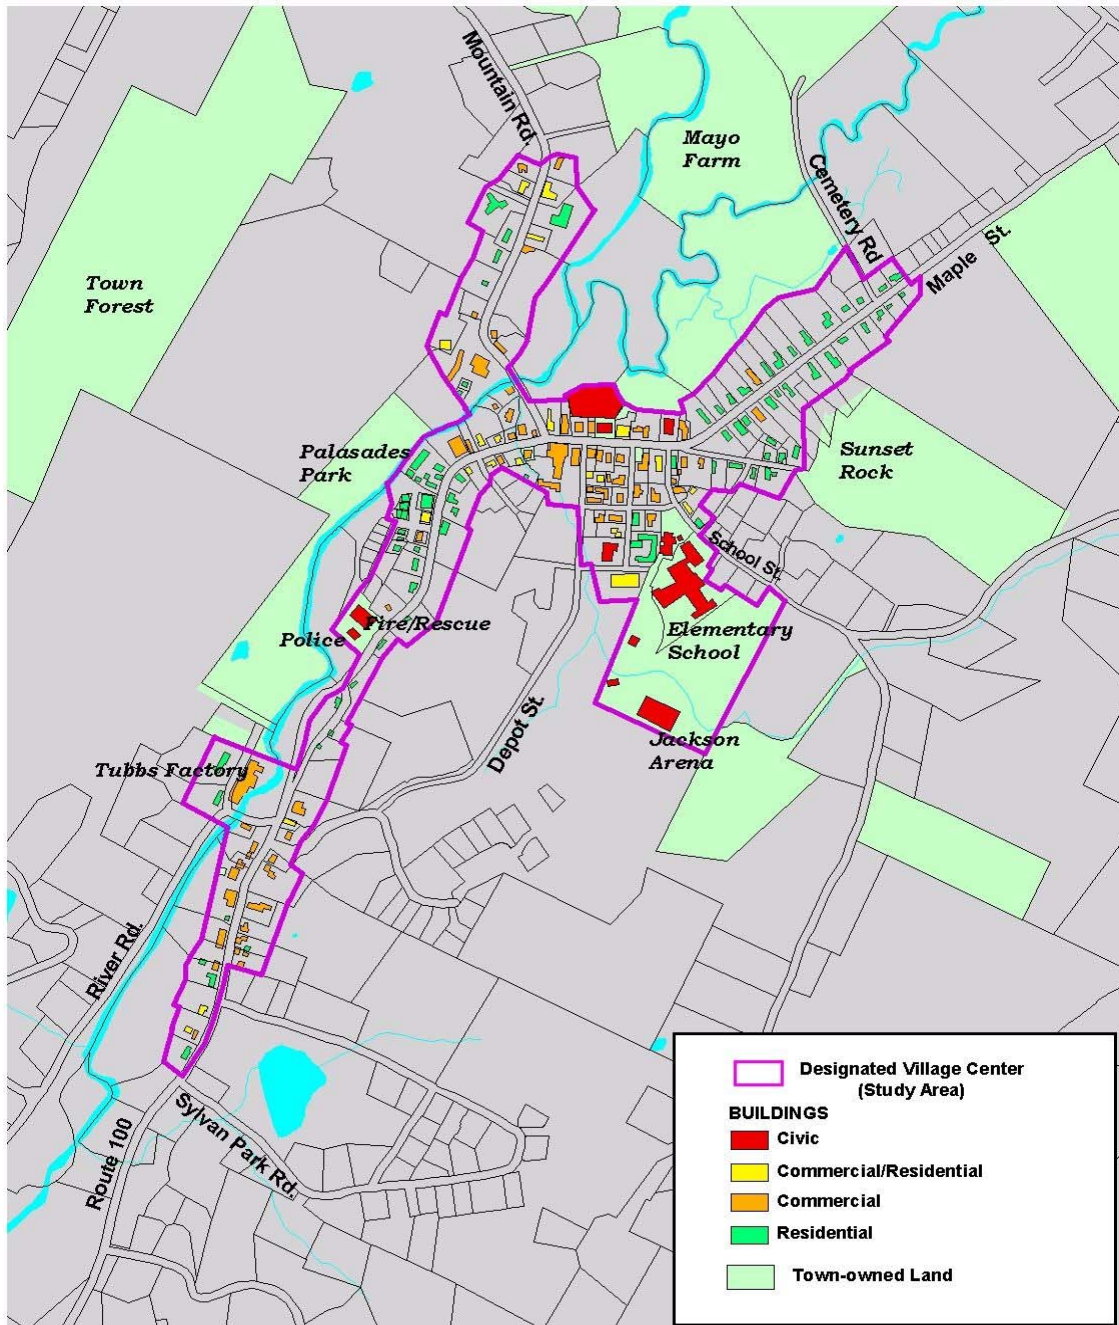 Mountain Rd.
Mayo
Farm
Cemetery Rd
Maple St.
Town
Forest
Palasades
Park
Sunset
Rock
School St.
Fire/Rescue
Police
Elementary
School
Depot St.
Jackson
Arena
Tubbs Factory
River Rd.
Route 100
Sylvan Park Rd.
Designated Village Center
(Study Area)
BUILDINGS
Civic
Commercial/Residential
Commercial
Residential
Town-owned Land